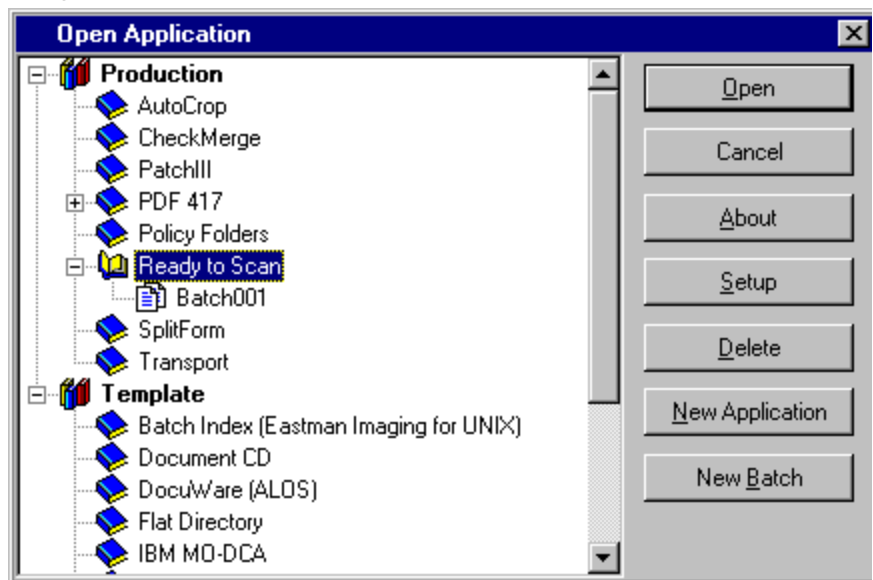 Open Application
Production
AutoCrop
CheckMerge
PatchIII
PDF 417
Policy Folders
Ready to Scan
Batch001
SplitForm
Transport
Template
Batch Index (Eastman Imaging for UNIX)
Document CD
DocuWare (ALOS)
Flat Directory
IBM MO-DCA
Open
Cancel
About
Setup
Delete
New Application
New Batch